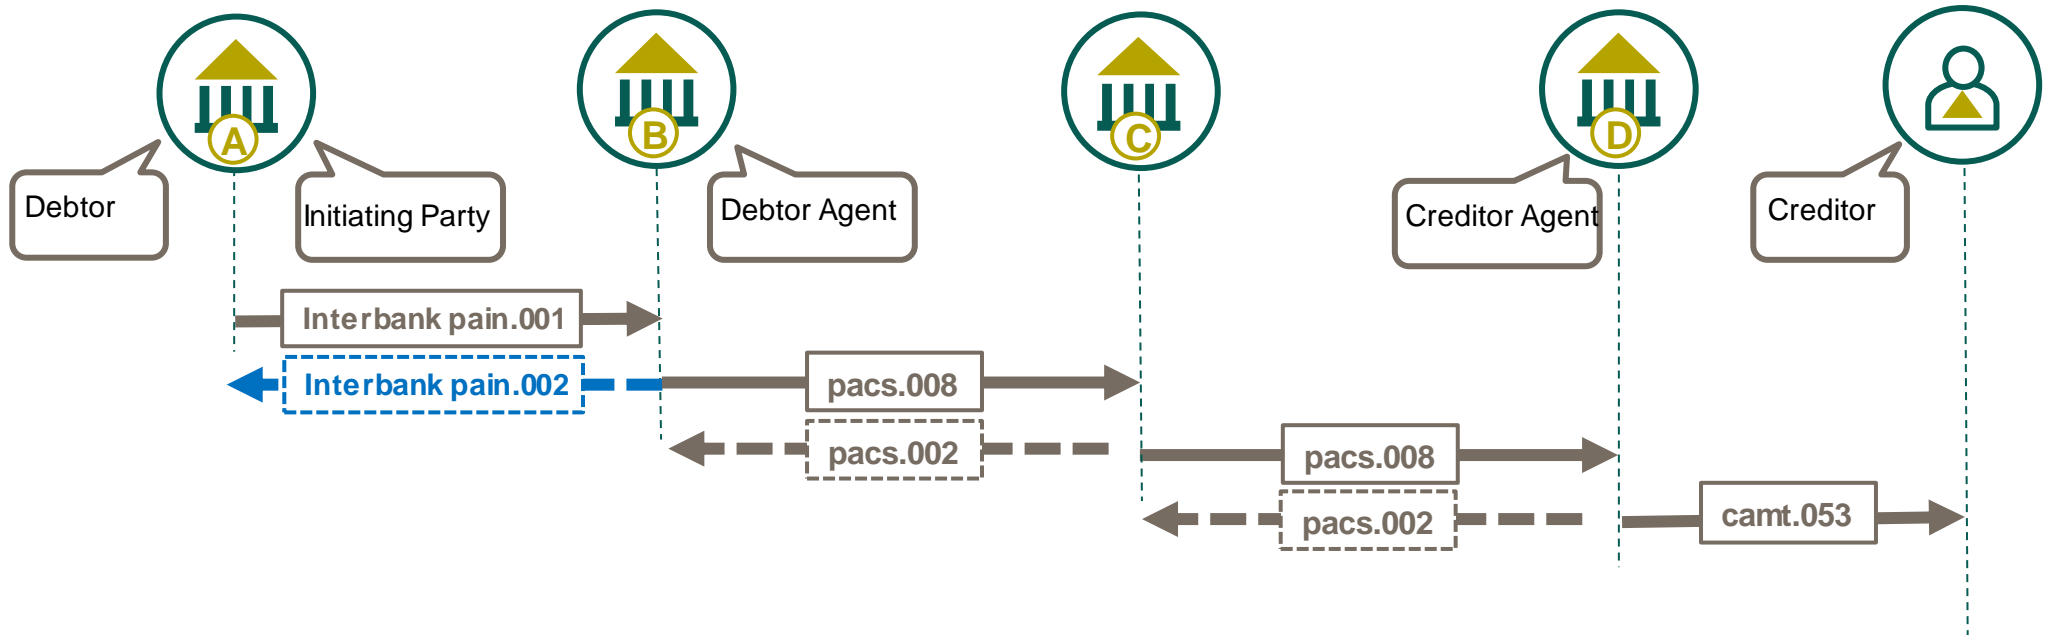 A
B
C
D
Debtor
Initiating Party
Debtor Agent
Creditor Agent
Creditor
Interbank pain.001
Interbank pain.002
pacs.008
pacs.002
pacs.008
pacs.002
camt.053